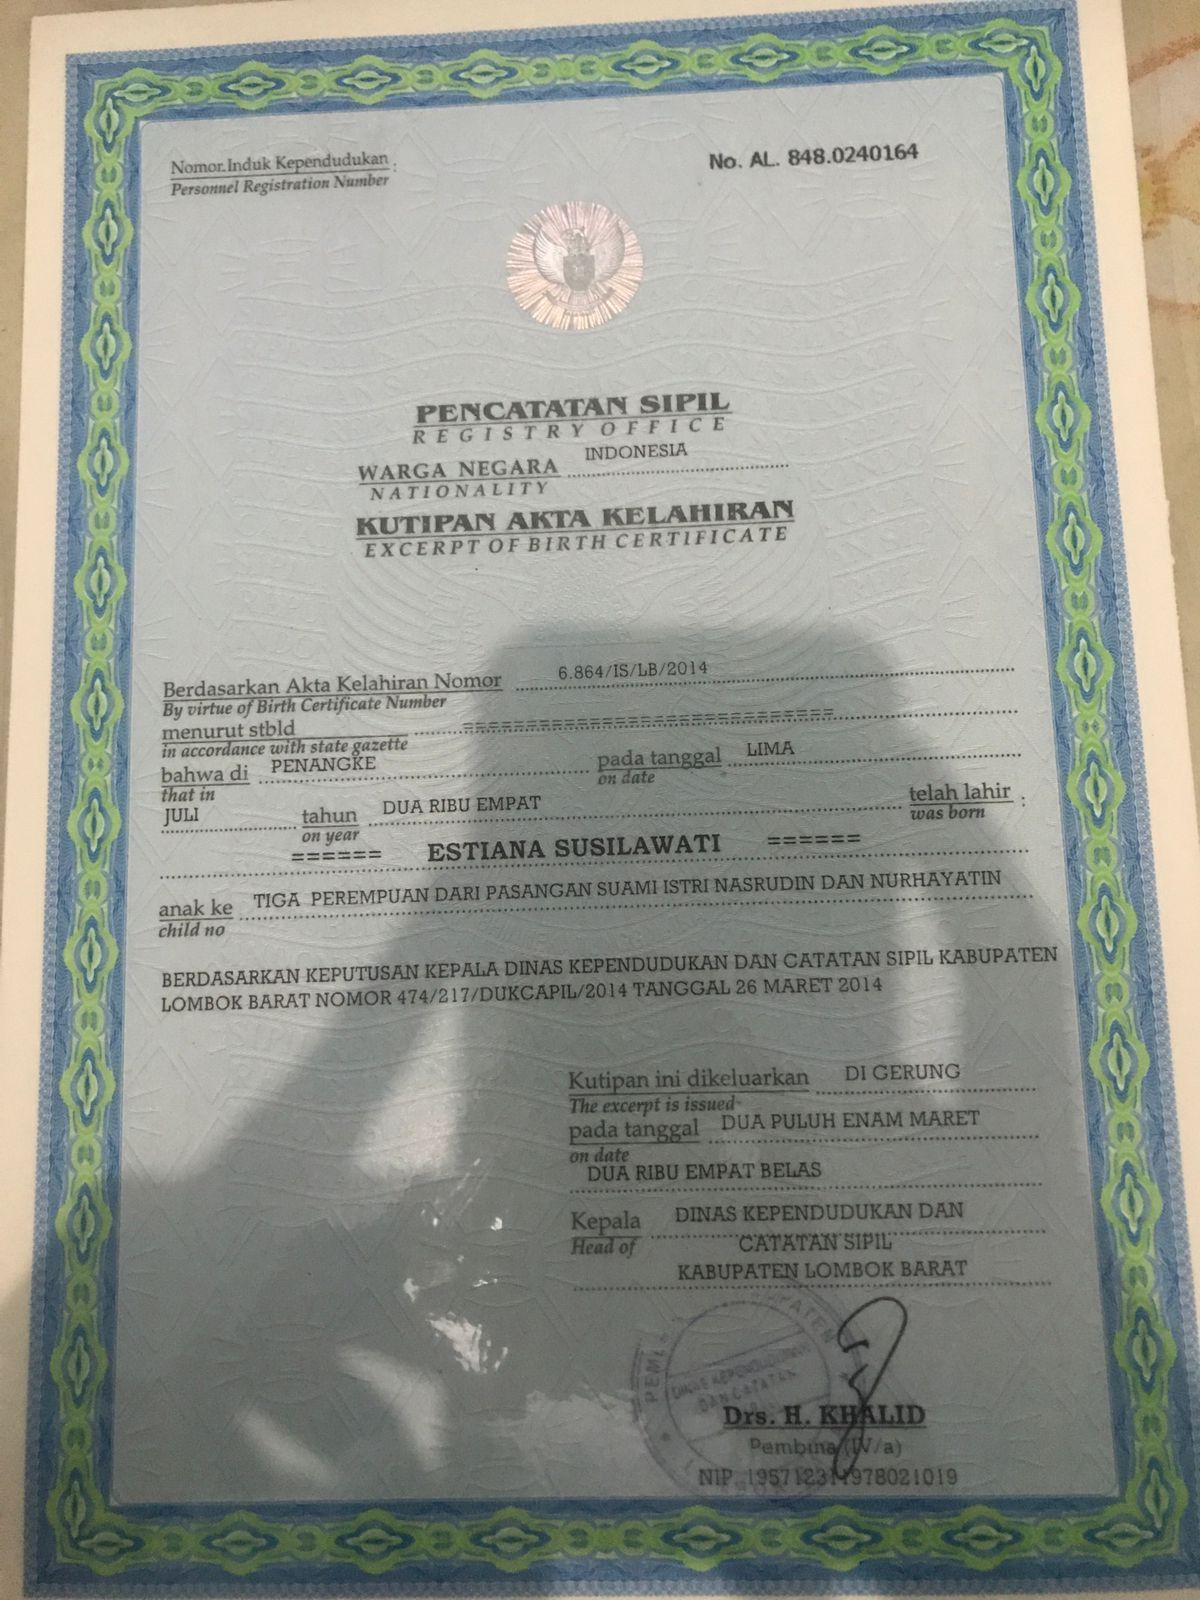 Nomor Induk Kependudukan :
Personnel Registration Number
No. AL. 848.0240164
PENCATATAN SIPIL
REGISTRY OFFICE
WARGA NEGARA INDONESIA
NATIONALITY
KUTIPAN AKTA KELAHIRAN
EXCERPT OF BIRTH CERTIFICATE
Berdasarkan Akta Kelahiran Nomor 6.864/IS/LB/2014
By virtue of Birth Certificate Number
menurut stbld ===========================
in accordance with state gazette
bahwa di PENANGKE pada tanggal LIMA
that in on date
JULI tahun DUA RIBU EMPAT telah lahir :
on year was born
====== ESTIANA SUSILAWATI ======
anak ke TIGA PEREMPUAN DARI PASANGAN SUAMI ISTRI NASRUDIN DAN NURHAYATIN
child no
BERDASARKAN KEPUTUSAN KEPALA DINAS KEPENDUDUKAN DAN CATATAN SIPIL KABUPATEN
LOMBOK BARAT NOMOR 474/217/DUKCAPIL/2014 TANGGAL 26 MARET 2014
Kutipan ini dikeluarkan DI GERUNG
The excerpt is issued
pada tanggal DUA PULUH ENAM MARET
on date
DUA RIBU EMPAT BELAS
Kepala DINAS KEPENDUDUKAN DAN
Head of CATATAN SIPIL
KABUPATEN LOMBOK BARAT
DINAS KEPENDUDUKAN
DAN CATATAN
Drs. H. KHALID
Pembina (IV/a)
NIP. 195712311978021019